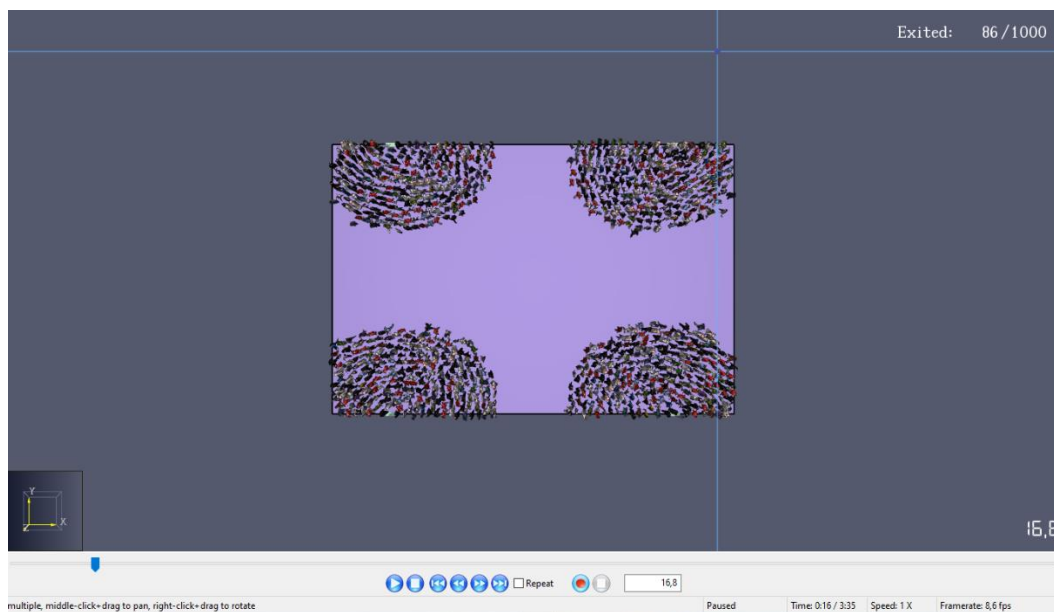 Exited: 86/1000
Y
X
Z
16,8
Repeat
16,8
multiple, middle-click+drag to pan, right-click+drag to rotate
Paused
Time: 0:16 / 3:35
Speed: 1 X
Framerate: 8,6 fps